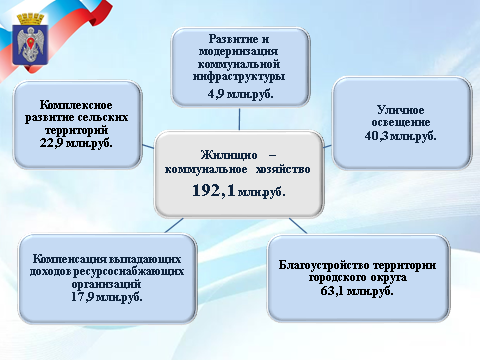 Развитие и
модернизация
коммунальной
инфраструктуры
4,9 млн.руб.
Комплексное
развитие сельских
территорий
22,9 млн.руб.
Уличное
освещение
40,3 млн.руб.
Жилищно –
коммунальное хозяйство
192,1 млн.руб.
Компенсация выпадающих
доходов ресурсоснабжающих
организаций
17,9 млн.руб.
Благоустройство территории
городского округа
63,1 млн.руб.